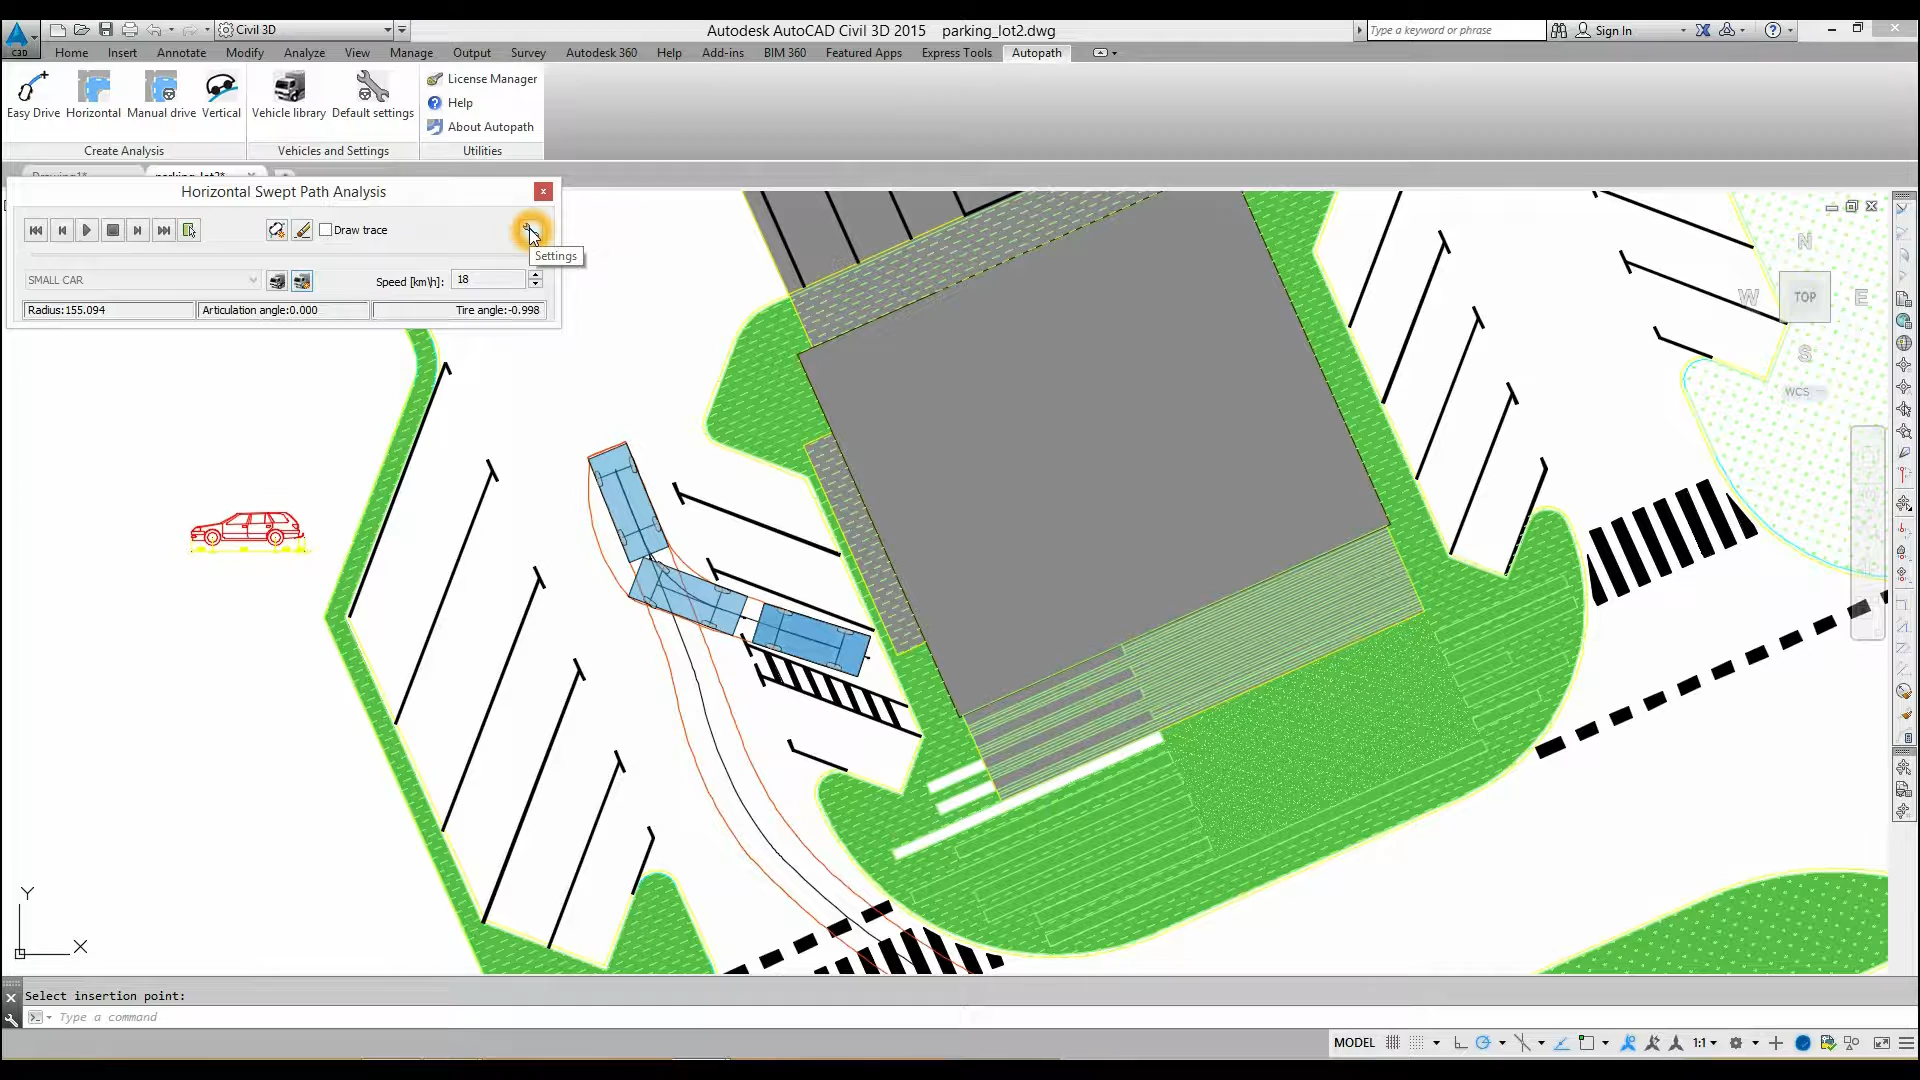 Civil 3D
Autodesk AutoCAD Civil 3D 2015 parking_lot2.dwg
Type a keyword or phrase
Sign In
C3D
Home Insert Annotate Modify Analyze View Manage Output Survey Autodesk 360 Help Add-ins BIM 360 Featured Apps Express Tools Autopath
Easy Drive Horizontal Manual drive Vertical Vehicle library Default settings
License Manager
Help
About Autopath
Create Analysis Vehicles and Settings Utilities
Horizontal Swept Path Analysis
Draw trace
Settings
SMALL CAR
Speed [km\h]: 18
Radius:155.094 Articulation angle:0.000 Tire angle:-0.998
N
W TOP E
S
WCS
Y
X
Select insertion point:
Type a command
MODEL 1:1